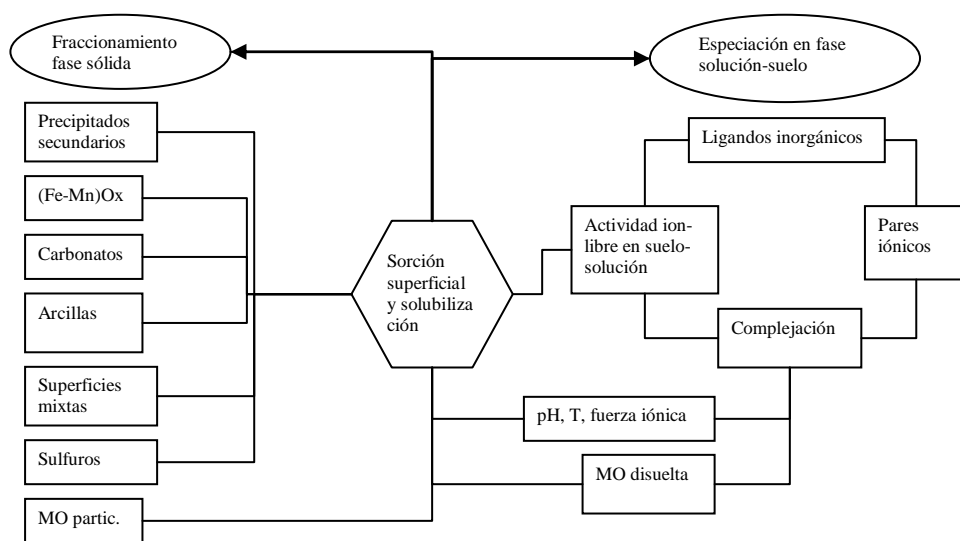 Fraccionamiento
fase sólida
Especiación en fase
solución-suelo
Precipitados
secundarios
(Fe-Mn)Ox
Carbonatos
Arcillas
Superficies
mixtas
Sulfuros
MO partic.
Sorción
superficial
y solubiliza
ción
Ligandos inorgánicos
Actividad ion-
libre en suelo-
solución
Pares
iónicos
Complejación
pH, T, fuerza iónica
MO disuelta